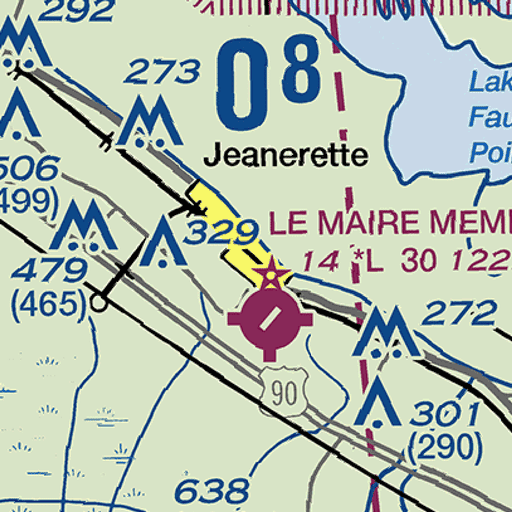 292
273
08
Lak
Fau
Poi
Jeanerette
506
499)
329
LE MAIRE MEM
14 *L 30 122
479
(465)
272
90
301
(290)
638